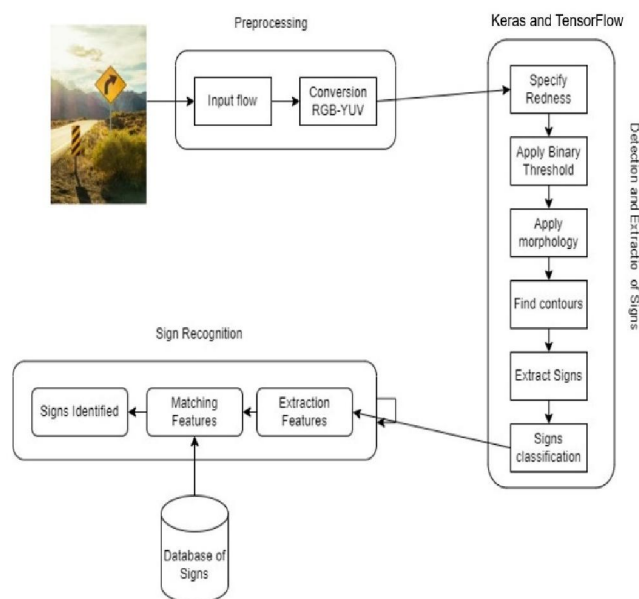 Preprocessing
Input flow
Conversion
RGB-YUV
Keras and TensorFlow
Specify
Redness
Apply Binary
Threshold
Apply
morphology
Find contours
Extract Signs
Signs
classification
Detection and Extractio of Signs
Sign Recognition
Signs Identified
Matching
Features
Extraction
Features
Database of
Signs